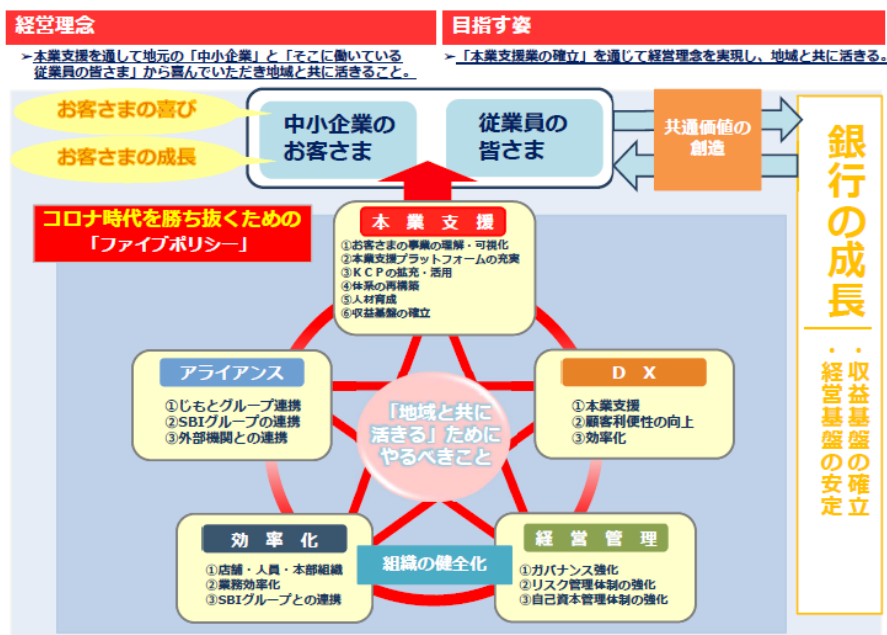 経営理念
目指す姿
➢本業支援を通して地元の「中小企業」と「そこに働いている
従業員の皆さま」から喜んでいただき地域と共に活きること。
➢「本業支援業の確立」を通じて経営理念を実現し、地域と共に活きる。
お客さまの喜び
お客さまの成長
中小企業の
お客さま
従業員の
皆さま
共通価値の
創造
銀行の成長
・収益基盤の確立
・経営基盤の安定
コロナ時代を勝ち抜くための
「ファイブポリシー」
本業支援
①お客さまの事業の理解・可視化
②本業支援プラットフォームの充実
③KCPの拡充・活用
④体系の再構築
⑤人材育成
⑥収益基盤の確立
アライアンス
①じもとグループ連携
②SBIグループの連携
③外部機関との連携
DX
①本業支援
②顧客利便性の向上
③効率化
「地域と共に
活きる」ために
やるべきこと
効率化
①店舗・人員・本部組織
②業務効率化
③SBIグループとの連携
組織の健全化
経営管理
①ガバナンス強化
②リスク管理体制の強化
③自己資本管理体制の強化